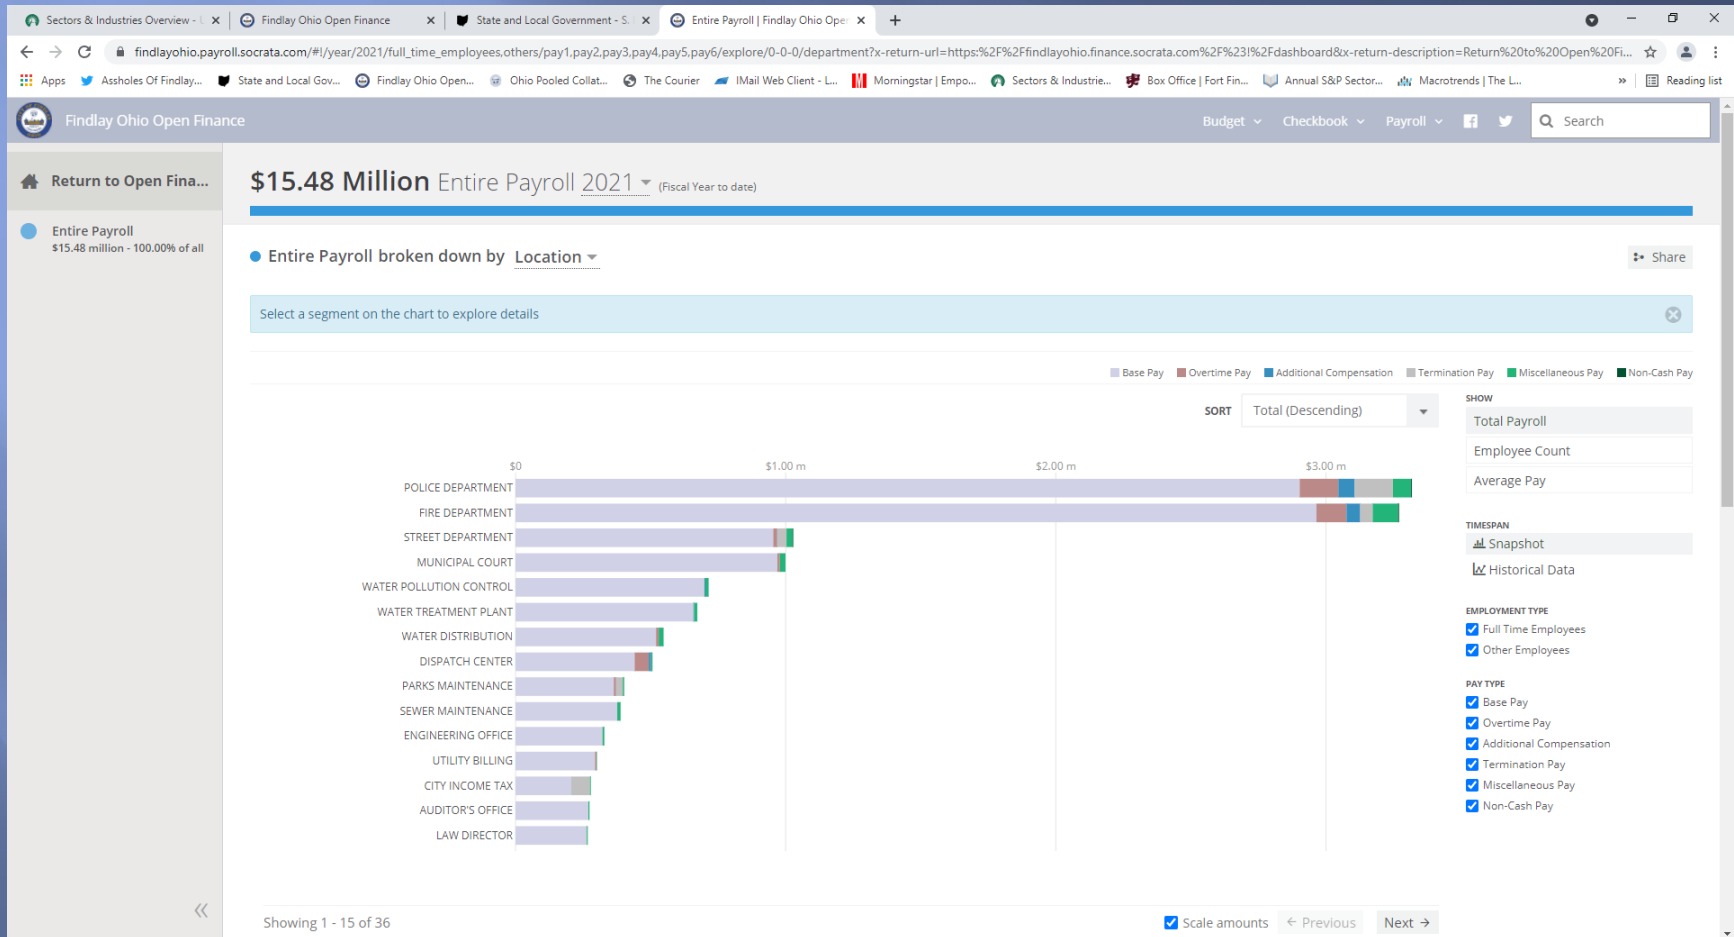 Sectors & Industries Overview - U
Findlay Ohio Open Finance
State and Local Government - S.
Entire Payroll | Findlay Ohio Oper
findlayohio.payroll.socrata.com/#!/year/2021/full_time_employees,others/pay1,pay2,pay3,pay4,pay5,pay6/explore/0-0-0/department?x-return-url=https:%2F%2Ffindlayohio.finance.socrata.com%2F%23!%2Fdashboard&x-return-description=Return%20to%20Open%20Fi...
Apps Assholes Of Findlay... State and Local Gov... Findlay Ohio Open... Ohio Pooled Collat... The Courier IMail Web Client - L... Morningstar | Empo... Sectors & Industrie... Box Office | Fort Fin... Annual S&P Sector... Macrotrends | The L... » Reading list
Findlay Ohio Open Finance
Budget Checkbook Payroll Search
Return to Open Fina...
Entire Payroll
$15.48 million - 100.00% of all
$15.48 Million Entire Payroll 2021 (Fiscal Year to date)
Entire Payroll broken down by Location
Share
Select a segment on the chart to explore details
Base Pay Overtime Pay Additional Compensation Termination Pay Miscellaneous Pay Non-Cash Pay
SORT Total (Descending)
$0 $1.00 m $2.00 m $3.00 m
POLICE DEPARTMENT
FIRE DEPARTMENT
STREET DEPARTMENT
MUNICIPAL COURT
WATER POLLUTION CONTROL
WATER TREATMENT PLANT
WATER DISTRIBUTION
DISPATCH CENTER
PARKS MAINTENANCE
SEWER MAINTENANCE
ENGINEERING OFFICE
UTILITY BILLING
CITY INCOME TAX
AUDITOR'S OFFICE
LAW DIRECTOR
SHOW
Total Payroll
Employee Count
Average Pay
TIMESPAN
Snapshot
Historical Data
EMPLOYMENT TYPE
Full Time Employees
Other Employees
PAY TYPE
Base Pay
Overtime Pay
Additional Compensation
Termination Pay
Miscellaneous Pay
Non-Cash Pay
Showing 1 - 15 of 36
Scale amounts ← Previous Next →